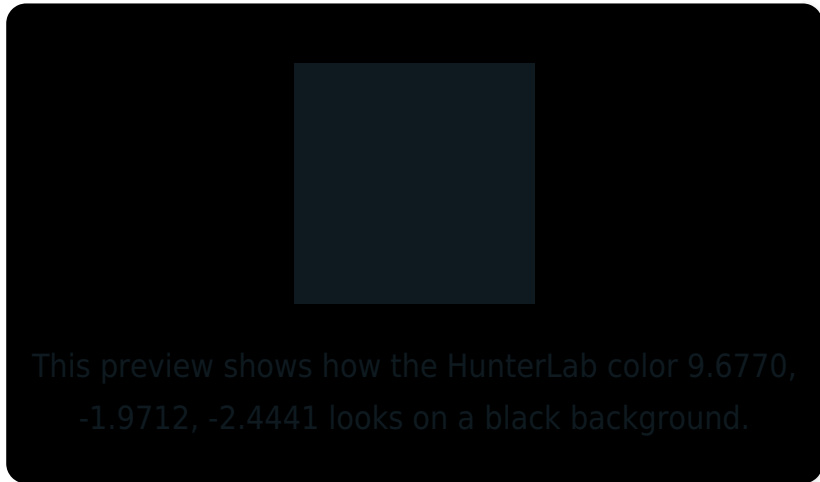 This preview shows how the HunterLab color 9.6770,
-1.9712, -2.4441 looks on a black background.